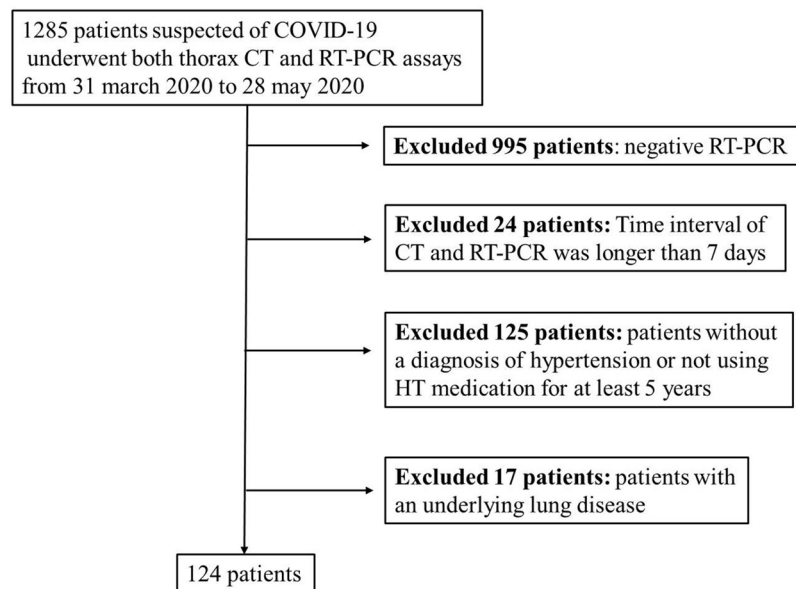 1285 patients suspected of COVID-19
underwent both thorax CT and RT-PCR assays
from 31 march 2020 to 28 may 2020
Excluded 995 patients: negative RT-PCR
Excluded 24 patients: Time interval of
CT and RT-PCR was longer than 7 days
Excluded 125 patients: patients without
a diagnosis of hypertension or not using
HT medication for at least 5 years
Excluded 17 patients: patients with
an underlying lung disease
124 patients